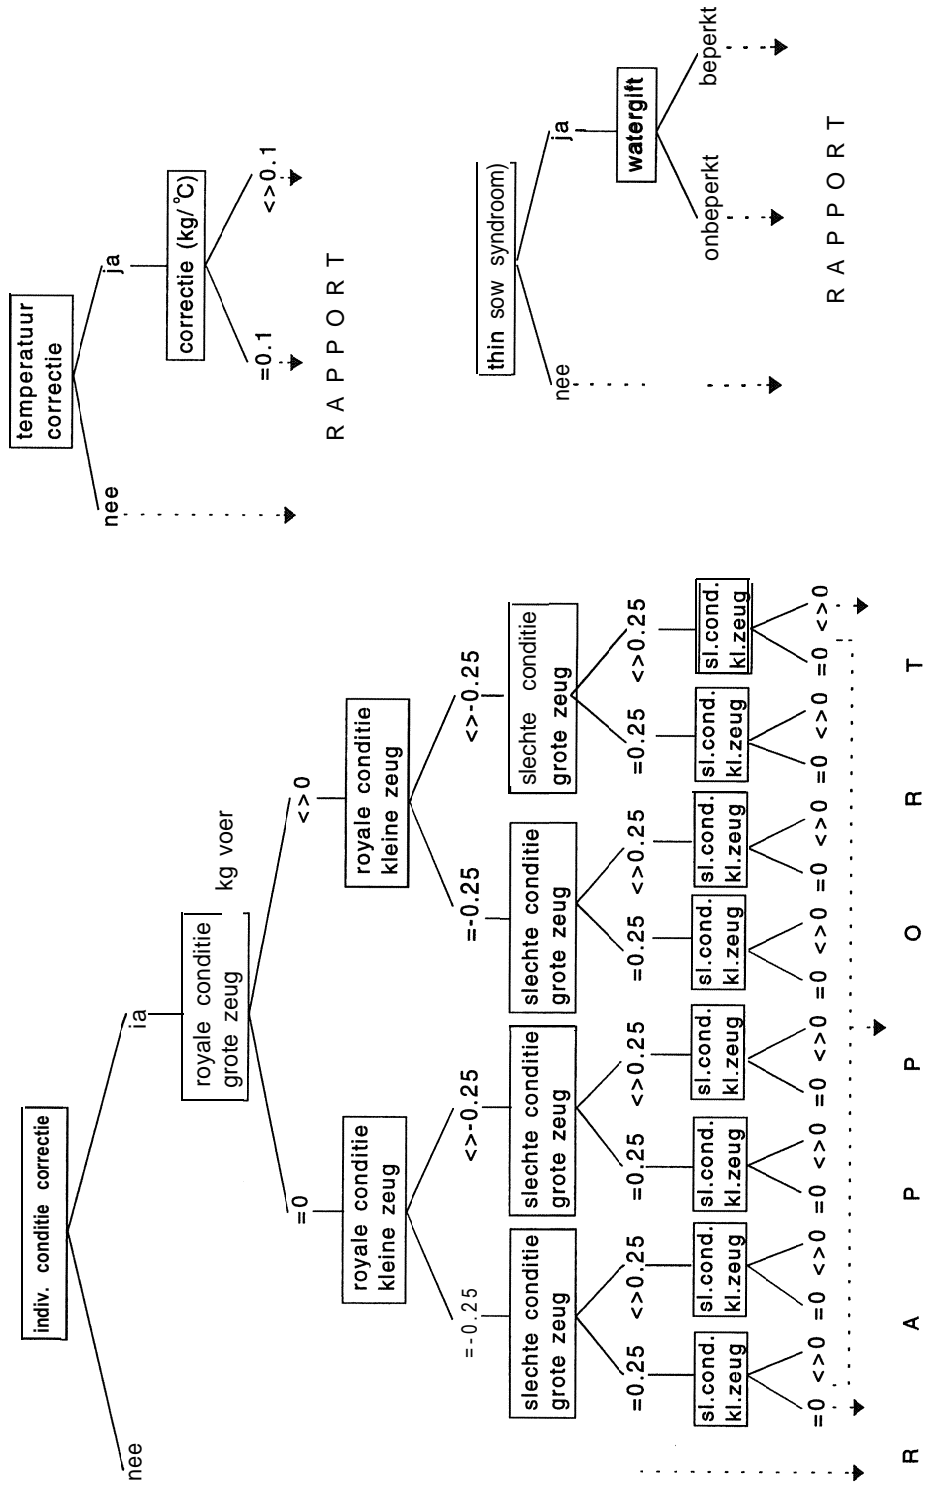 indiv. conditie correctie
nee
ja
royale conditie
grote zeug
kg voer
=0
<>0
royale conditie
kleine zeug
royale conditie
kleine zeug
=-0.25
<>-0.25
=-0.25
<>-0.25
slechte conditie
grote zeug
slechte conditie
grote zeug
slechte conditie
grote zeug
slechte conditie
grote zeug
=0.25 <>0.25
=0.25 <>0.25
=0.25 <>0.25
=0.25 <>0.25
sl.cond.
kl.zeug
sl.cond.
kl.zeug
sl.cond.
kl.zeug
sl.cond.
kl.zeug
sl.cond.
kl.zeug
sl.cond.
kl.zeug
sl.cond.
kl.zeug
sl.cond.
kl.zeug
=0 <>0
=0 <>0
=0 <>0
=0 <>0
=0 <>0
=0 <>0
=0 <>0
=0 <>0
R A P P O R T
temperatuur
correctie
nee
ja
correctie (kg/°C)
=0.1
<>0.1
R A P P O R T
thin sow syndroom)
nee
ja
watergift
onbeperkt
beperkt
R A P P O R T